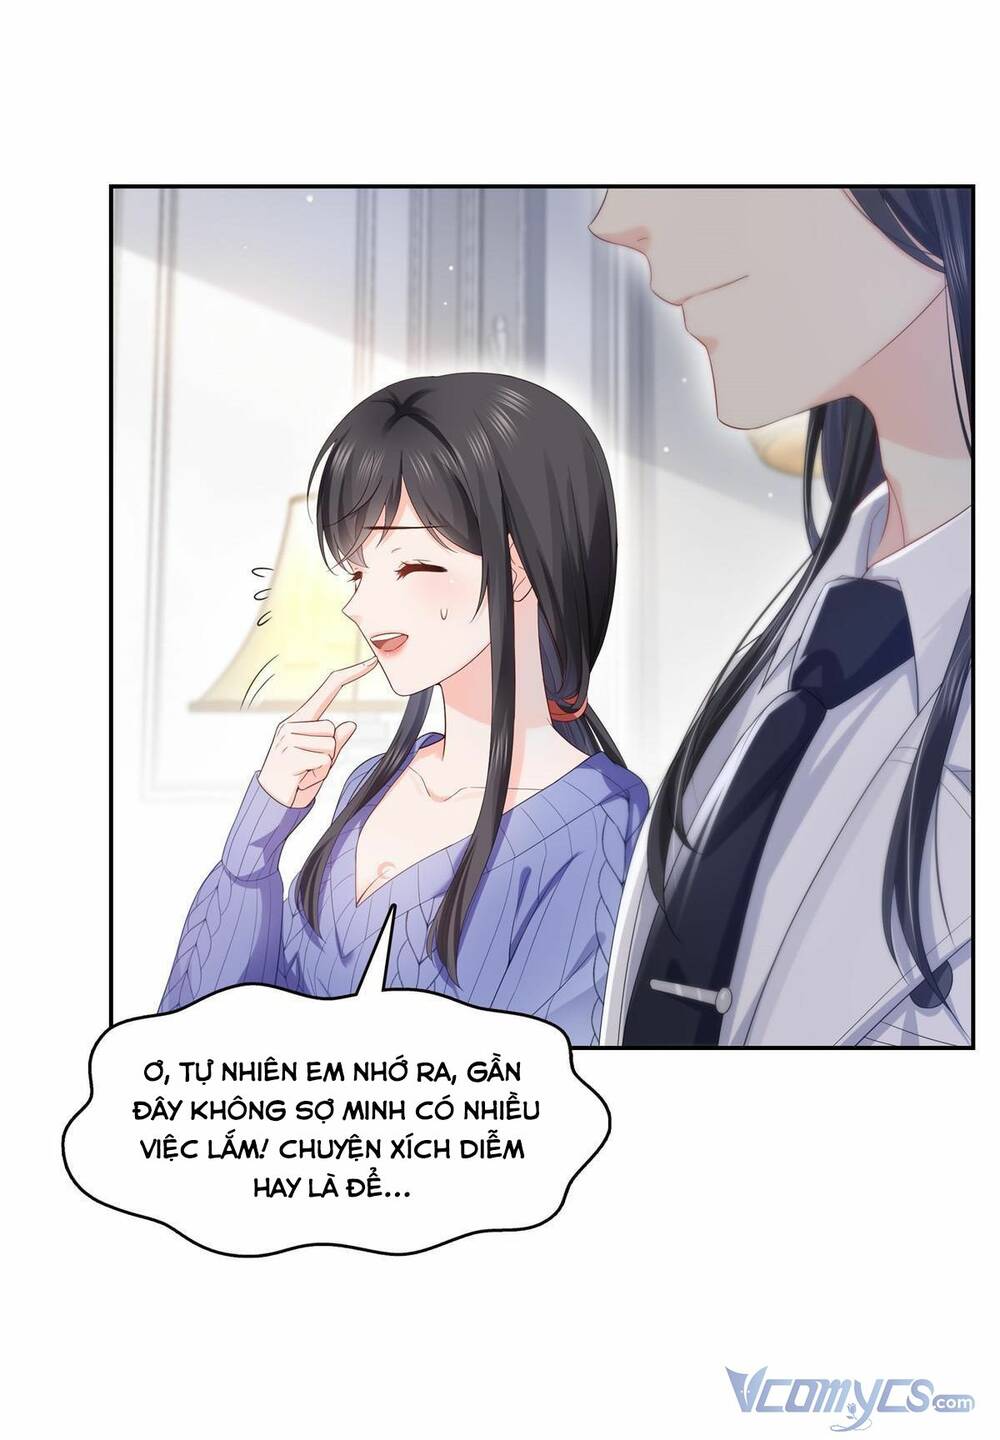 Ơ, TỰ NHIÊN EM NHỚ RA, GẦN
ĐÂY KHÔNG SỢ MINH CÓ NHIỀU
VIỆC LẮM! CHUYỆN XÍCH DIỄM
HAY LÀ ĐỂ...
VCOMYCS.com